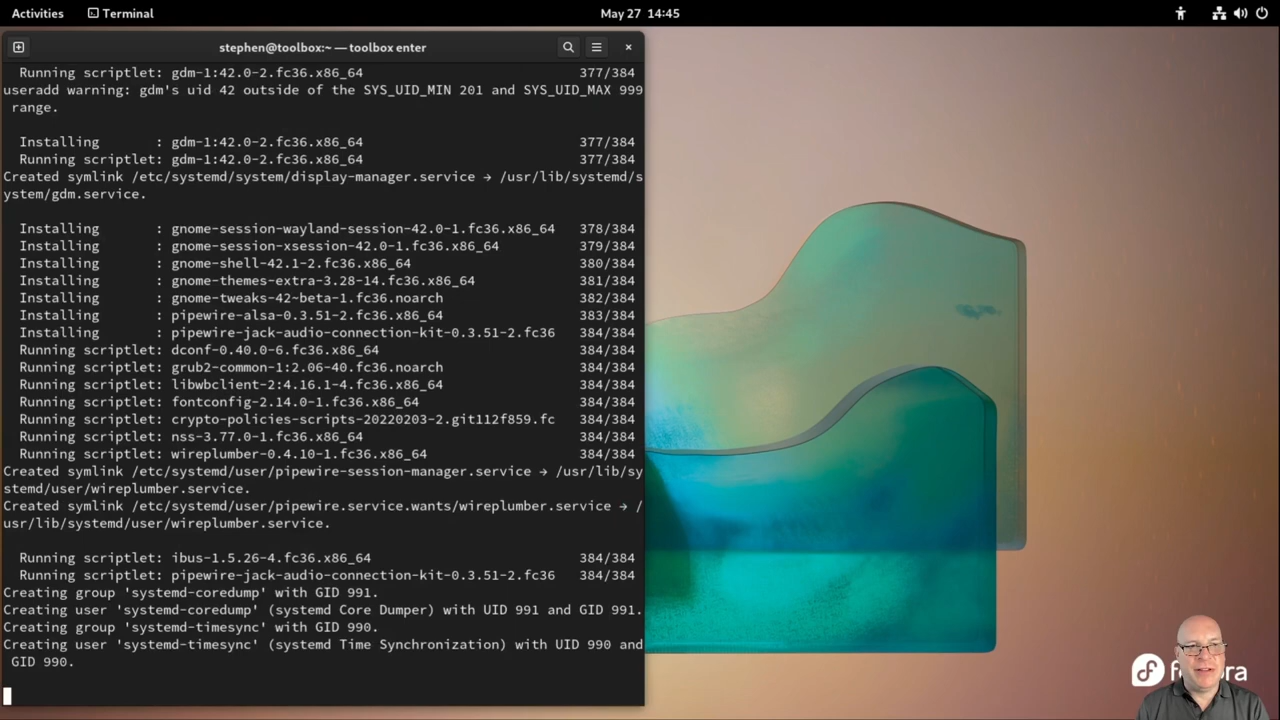 Activities Terminal May 27 14:45
stephen@toolbox:~ — toolbox enter
Running scriptlet: gdm-1:42.0-2.fc36.x86_64 377/384
useradd warning: gdm's uid 42 outside of the SYS_UID_MIN 201 and SYS_UID_MAX 999
range.
Installing : gdm-1:42.0-2.fc36.x86_64 377/384
Running scriptlet: gdm-1:42.0-2.fc36.x86_64 377/384
Created symlink /etc/systemd/system/display-manager.service → /usr/lib/systemd/s
ystem/gdm.service.
Installing : gnome-session-wayland-session-42.0-1.fc36.x86_64 378/384
Installing : gnome-session-xsession-42.0-1.fc36.x86_64 379/384
Installing : gnome-shell-42.1-2.fc36.x86_64 380/384
Installing : gnome-themes-extra-3.28-14.fc36.x86_64 381/384
Installing : gnome-tweaks-42~beta-1.fc36.noarch 382/384
Installing : pipewire-alsa-0.3.51-2.fc36.x86_64 383/384
Installing : pipewire-jack-audio-connection-kit-0.3.51-2.fc36 384/384
Running scriptlet: dconf-0.40.0-6.fc36.x86_64 384/384
Running scriptlet: grub2-common-1:2.06-40.fc36.noarch 384/384
Running scriptlet: libwbclient-2:4.16.1-4.fc36.x86_64 384/384
Running scriptlet: fontconfig-2.14.0-1.fc36.x86_64 384/384
Running scriptlet: crypto-policies-scripts-20220203-2.git112f859.fc 384/384
Running scriptlet: nss-3.77.0-1.fc36.x86_64 384/384
Running scriptlet: wireplumber-0.4.10-1.fc36.x86_64 384/384
Created symlink /etc/systemd/user/pipewire-session-manager.service → /usr/lib/sy
stemd/user/wireplumber.service.
Created symlink /etc/systemd/user/pipewire.service.wants/wireplumber.service → /
usr/lib/systemd/user/wireplumber.service.
Running scriptlet: ibus-1.5.26-4.fc36.x86_64 384/384
Running scriptlet: pipewire-jack-audio-connection-kit-0.3.51-2.fc36 384/384
Creating group 'systemd-coredump' with GID 991.
Creating user 'systemd-coredump' (systemd Core Dumper) with UID 991 and GID 991.
Creating group 'systemd-timesync' with GID 990.
Creating user 'systemd-timesync' (systemd Time Synchronization) with UID 990 and
GID 990.